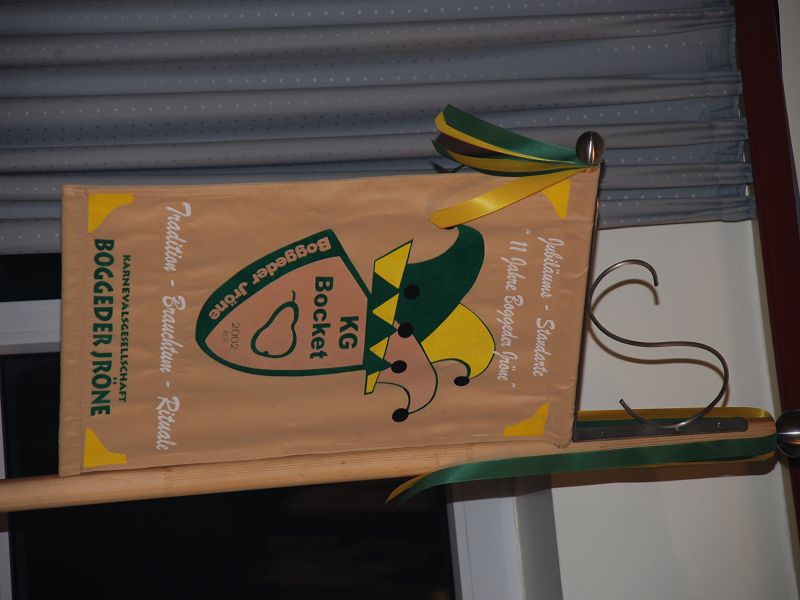 Jubiläums - Standarte
" 11 Jahre Boggeder Jröne "
KG
Bocket
Boggeder Jröne
2002
e.V
Tradition - Brauchtum - Rituale
KARNEVALSGESELLSCHAFT
BOGGEDER JRÖNE